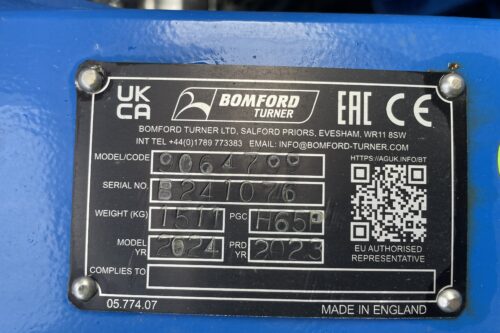 UK
CA
BOMFORD
TURNER
EAC CE
BOMFORD TURNER LTD, SALFORD PRIORS, EVESHAM, WR11 8SW
INT TEL +44(0)1789 773383 EMAIL: INFO@BOMFORD-TURNER.COM
MODEL/CODE
HTTPS://AGUK.INFO/BT
SERIAL NO. B241076
WEIGHT (KG) 1511 PGC H65P
MODEL YR 2024 PRD YR 2023
EU AUTHORISED
REPRESENTATIVE
COMPLIES TO
05.774.07
MADE IN ENGLAND